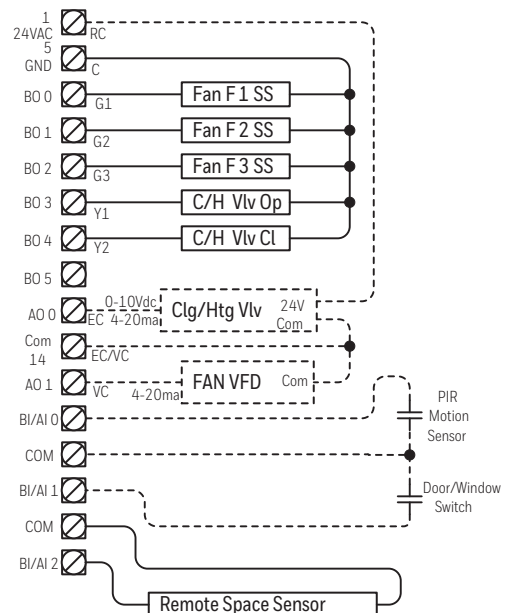 1
24VAC RC
5
GND C
BO 0 G1 Fan F 1 SS
BO 1 G2 Fan F 2 SS
BO 2 G3 Fan F 3 SS
BO 3 Y1 C/H Vlv Op
BO 4 Y2 C/H Vlv Cl
BO 5
AO 0 EC 0-10Vdc 4-20ma Clg/Htg Vlv 24V Com
Com
14 EC/VC
AO 1 VC 4-20ma FAN VFD Com
BI/AI 0 PIR
Motion
Sensor
COM
BI/AI 1 Door/Window
Switch
COM
BI/AI 2
Remote Space Sensor